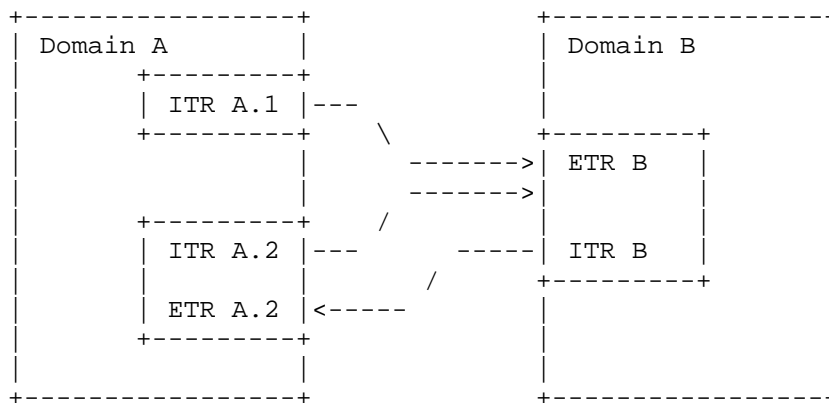 Domain A Domain B
ITR A.1
ETR B
ITR A.2 ITR B
ETR A.2